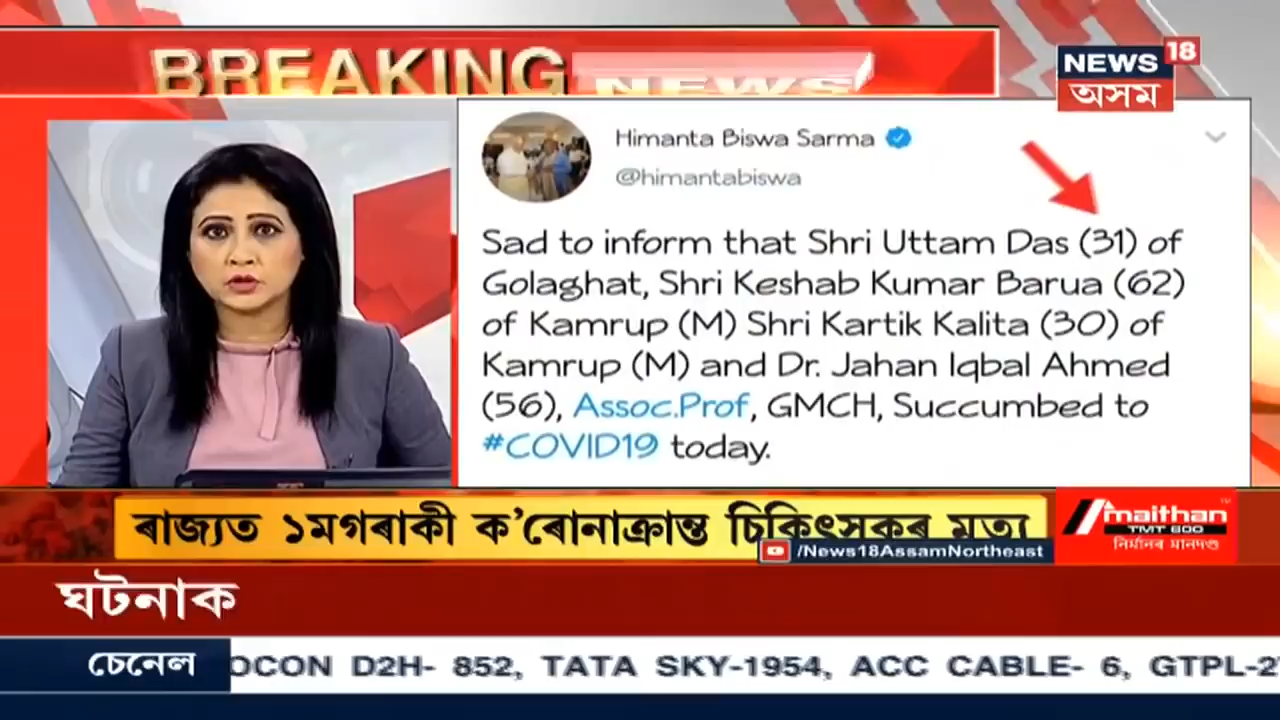 BREAKING
NEWS
NEWS 18
অসম
Himanta Biswa Sarma
@himantabiswa
Sad to inform that Shri Uttam Das (31) of
Golaghat, Shri Keshab Kumar Barua (62)
of Kamrup (M) Shri Kartik Kalita (30) of
Kamrup (M) and Dr. Jahan Iqbal Ahmed
(56), Assoc.Prof, GMCH, Succumbed to
#COVID19 today.
ৰাজ্যত ১মগৰাকী ক'ৰোনাক্ৰান্ত চিকিৎসকৰ মৃত্যু
/News18AssamNortheast
maithan
TMT 600
নিৰ্মানৰ মানদণ্ড
ঘটনাক
চেনেল
OCON D2H- 852, TATA SKY-1954, ACC CABLE- 6, GTPL-2